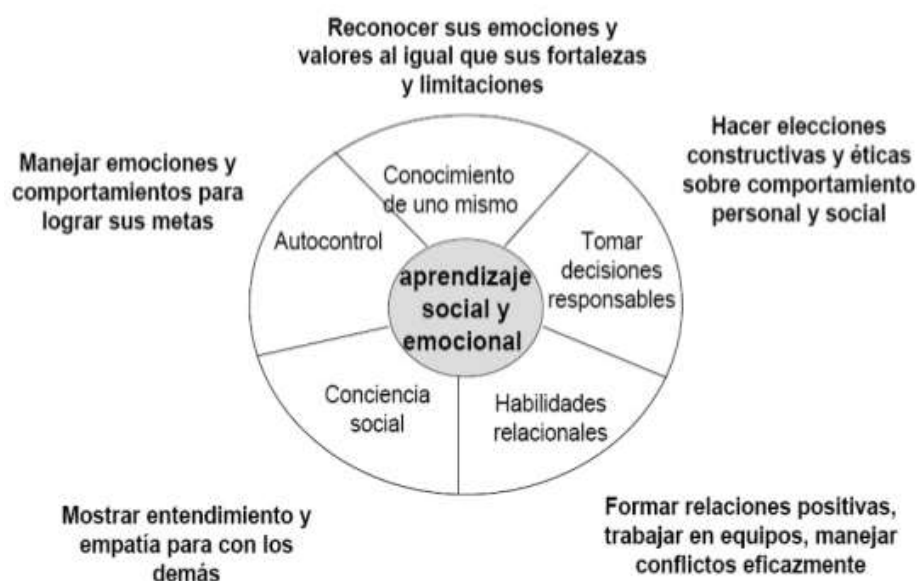 Reconocer sus emociones y
valores al igual que sus fortalezas
y limitaciones
Hacer elecciones
constructivas y éticas
sobre comportamiento
personal y social
Manejar emociones y
comportamientos para
lograr sus metas
Conocimiento
de uno mismo
Autocontrol
Tomar
decisiones
responsables
aprendizaje
social y
emocional
Conciencia
social
Habilidades
relacionales
Mostrar entendimiento y
empatía para con los
demás
Formar relaciones positivas,
trabajar en equipos, manejar
conflictos eficazmente